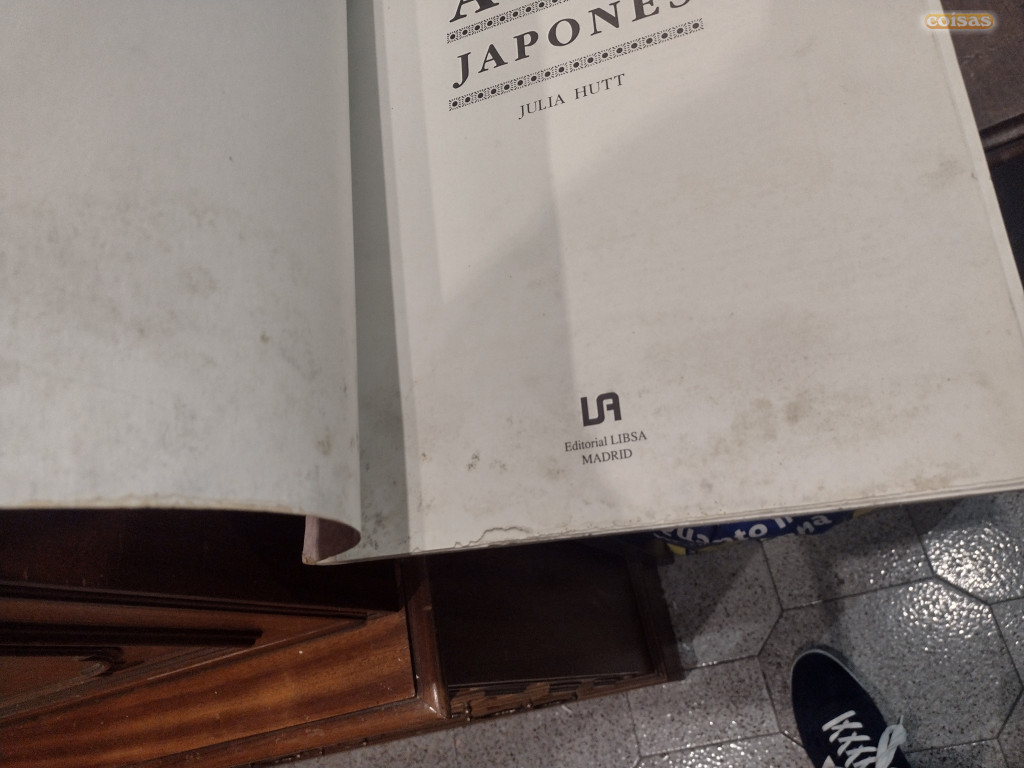 coisas
JAPONES
JULIA HUTT
Editorial LIBSA
MADRID